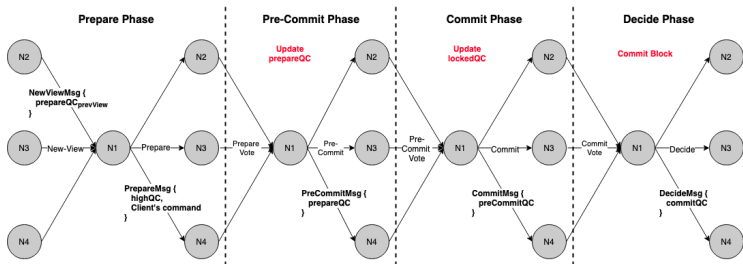 Prepare Phase
Pre-Commit Phase
Commit Phase
Decide Phase
N2
NewViewMsg {
prepareQCprevView
}
N3
New-View
N4
N1
N2
Prepare
N3
PrepareMsg {
highQC,
Client's command
}
N4
Update
prepareQC
Prepare
Vote
N1
N2
Pre-
Commit
N3
PreCommitMsg {
prepareQC
}
N4
Update
lockedQC
Pre-
Commit
Vote
N1
N2
Commit
N3
CommitMsg {
preCommitQC
}
N4
Commit Block
Commit
Vote
N1
N2
Decide
N3
DecideMsg {
commitQC
}
N4